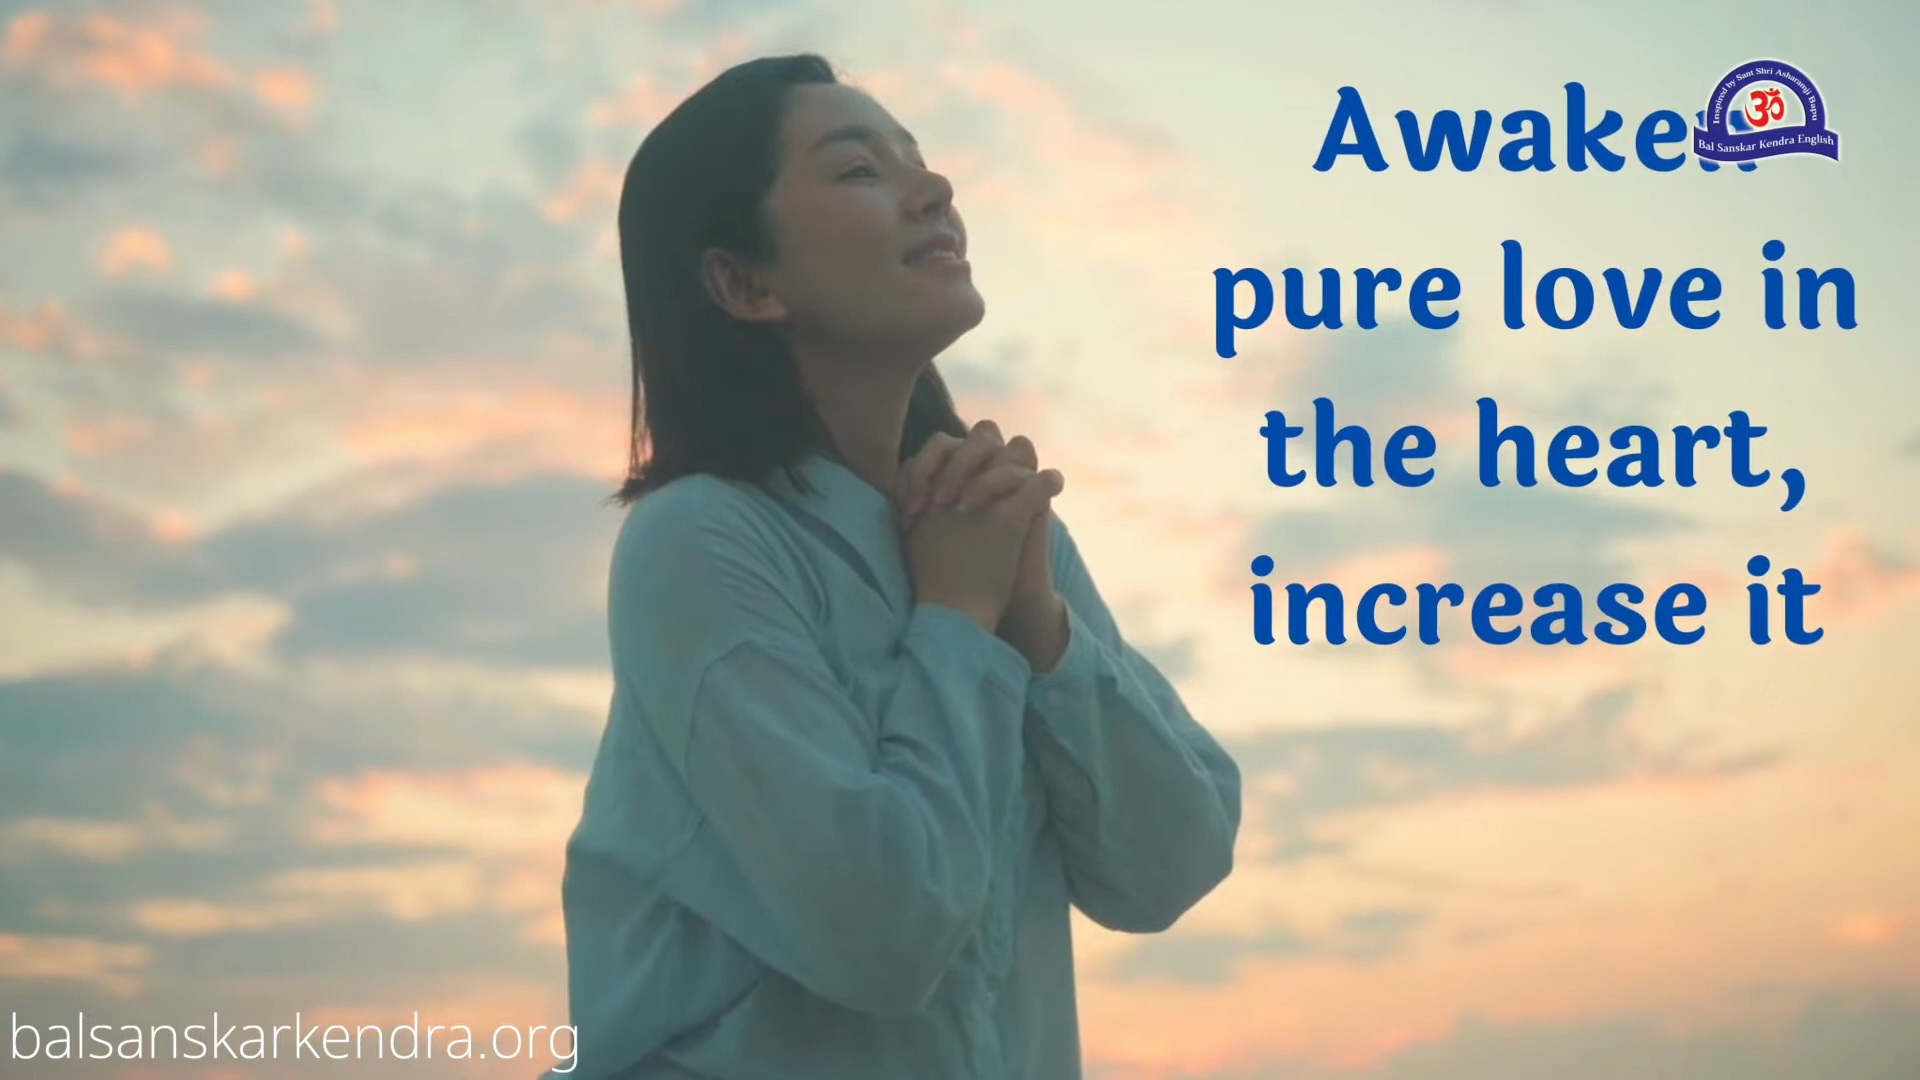 Awaken
pure love in
the heart,
increase it
Inspired by Sant Shri Asharamji Bapu
ॐ
Bal Sanskar Kendra English
balsanskarkendra.org